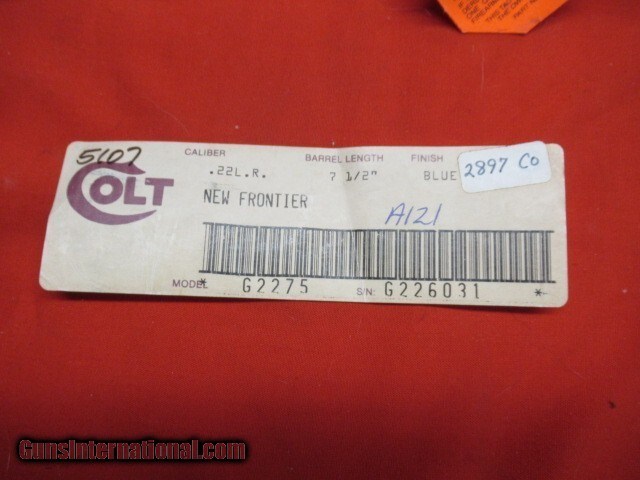 5607
COLT
CALIBER BARREL LENGTH FINISH
.22L.R. 7 1/2" BLUE
2897 CO
NEW FRONTIER
A121
MODEL * G2275 S/N: G226031 *
GunsInternational.com